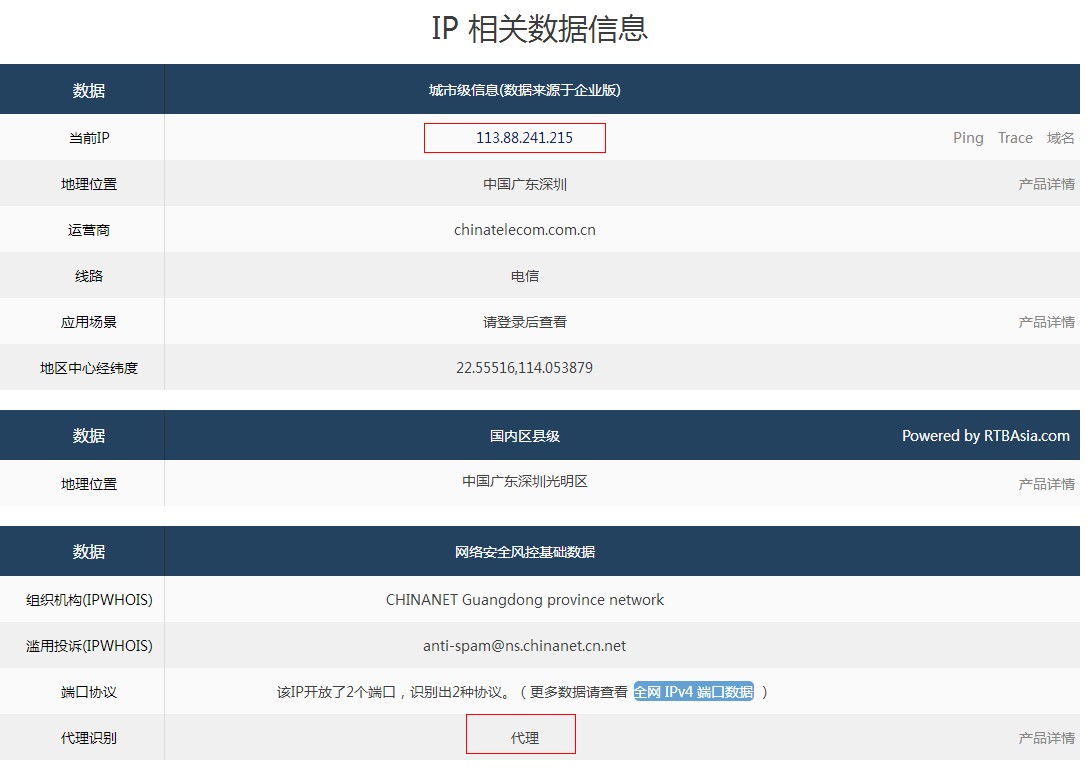 IP 相关数据信息
数据 城市级信息(数据来源于企业版)
当前IP 113.88.241.215 Ping Trace 域名
地理位置 中国广东深圳 产品详情
运营商 chinatelecom.com.cn
线路 电信
应用场景 请登录后查看 产品详情
地区中心经纬度 22.55516,114.053879
数据 国内区县级 Powered by RTBAsia.com
地理位置 中国广东深圳光明区 产品详情
数据 网络安全风控基础数据
组织机构(IPWHOIS) CHINANET Guangdong province network
滥用投诉(IPWHOIS) anti-spam@ns.chinanet.cn.net
端口协议 该IP开放了2个端口，识别出2种协议。（更多数据请查看 全网 IPv4 端口数据 ）
代理识别 代理 产品详情